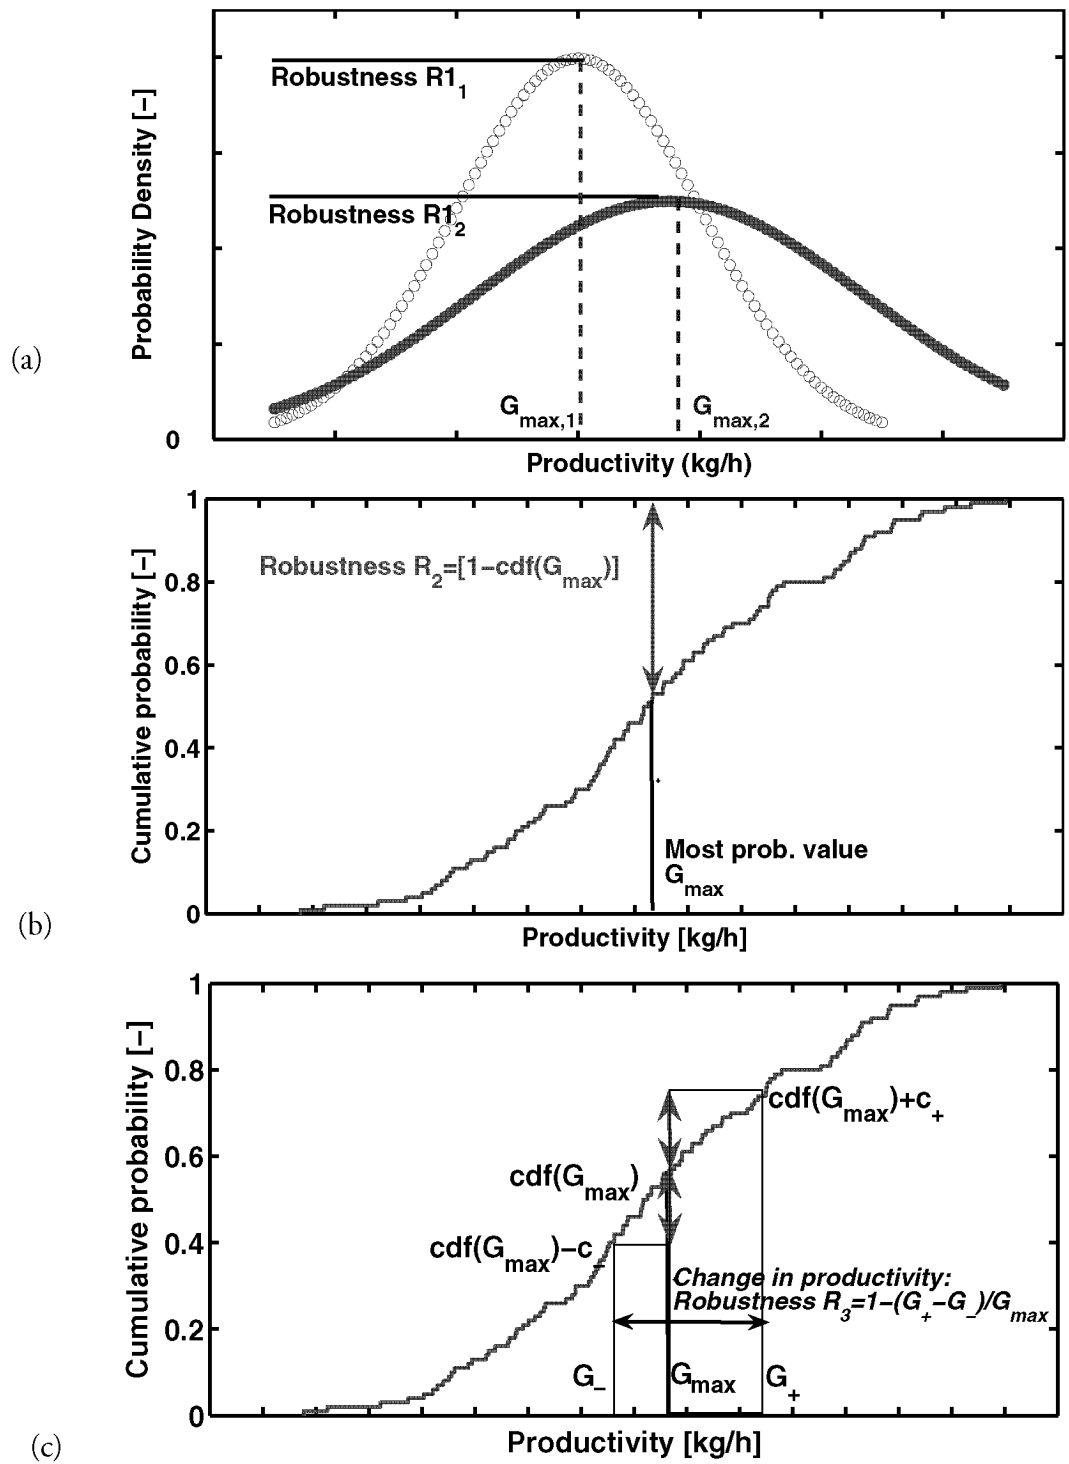 (a)
Probability Density [−]
Robustness R1₁
Robustness R1₂
G_max,1
G_max,2
0
Productivity (kg/h)
(b)
Cumulative probability [−]
1
0.8
0.6
0.4
0.2
0
Robustness R₂=[1−cdf(G_max)]
Most prob. value
G_max
Productivity [kg/h]
(c)
Cumulative probability [−]
1
0.8
0.6
0.4
0.2
0
cdf(G_max)+c₊
cdf(G_max)
cdf(G_max)−c₋
Change in productivity:
Robustness R₃=1−(G₊−G₋)/G_max
G₋
G_max
G₊
Productivity [kg/h]